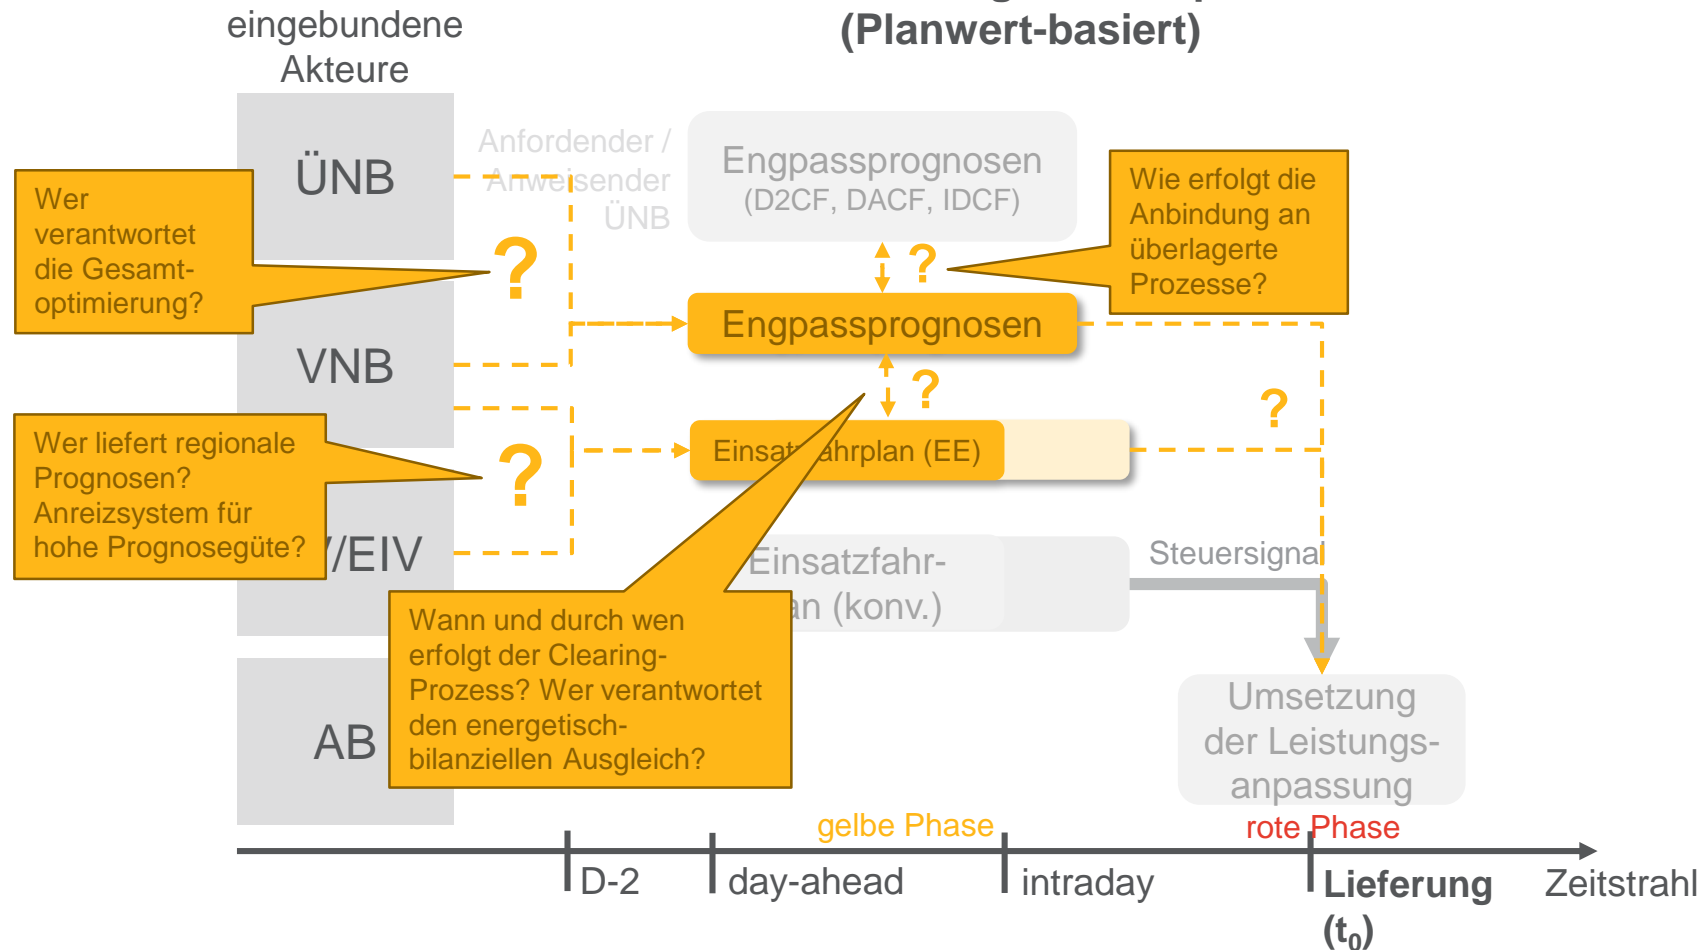 eingebundene
Akteure
(Planwert-basiert)
ÜNB
VNB
/EIV
AB
Anfordender /
Anweisender
ÜNB
Engpassprognosen
(D2CF, DACF, IDCF)
Wer
verantwortet
die Gesamt-
optimierung?
?
?
Wie erfolgt die
Anbindung an
überlagerte
Prozesse?
Engpassprognosen
?
?
Wer liefert regionale
Prognosen?
Anreizsystem für
hohe Prognosegüte?
?
Einsatzfahrplan (EE)
Einsatzfahr-
an (konv.)
Steuersignal
Wann und durch wen
erfolgt der Clearing-
Prozess? Wer verantwortet
den energetisch-
bilanziellen Ausgleich?
Umsetzung
der Leistungs-
anpassung
gelbe Phase
rote Phase
D-2
day-ahead
intraday
Lieferung
(t0)
Zeitstrahl